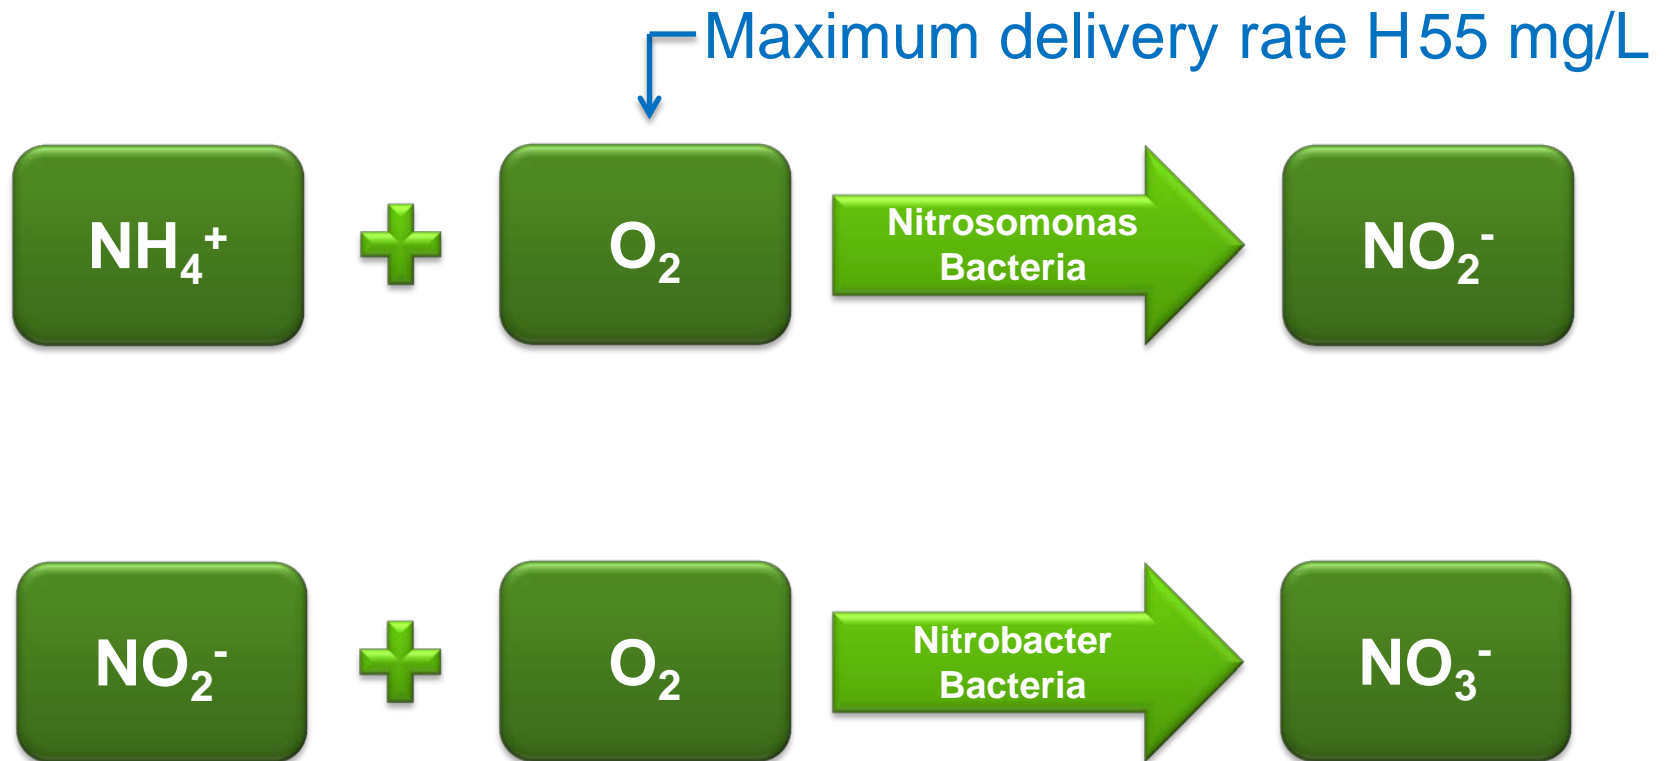 Maximum delivery rate H55 mg/L
NH₄⁺ + O₂ Nitrosomonas Bacteria NO₂⁻
NO₂⁻ + O₂ Nitrobacter Bacteria NO₃⁻